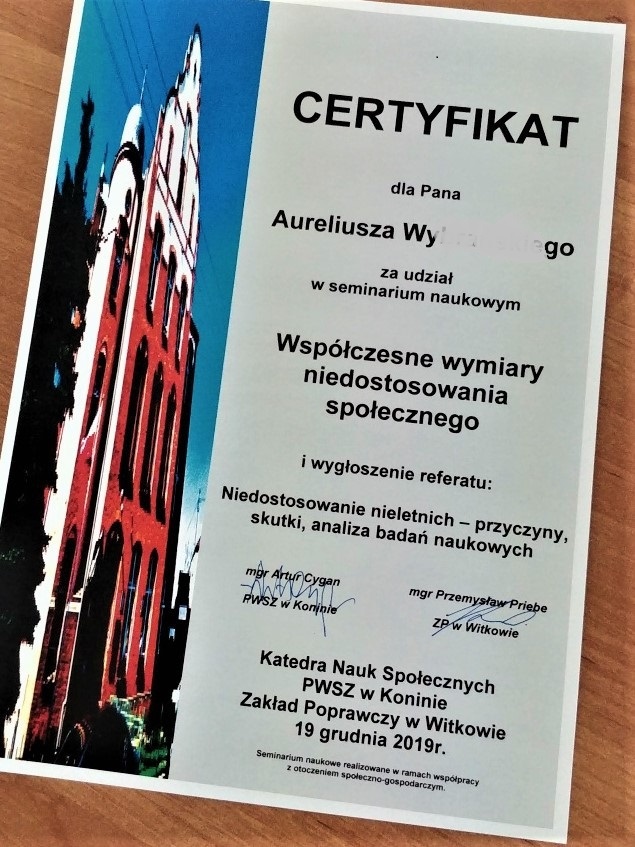 CERTYFIKAT
dla Pana
Aureliusza
za udział
w seminarium naukowym
Współczesne wymiary
niedostosowania
społecznego
i wygłoszenie referatu:
Niedostosowanie nieletnich – przyczyny,
skutki, analiza badań naukowych
mgr Artur Cygan
PWSZ w Koninie
mgr Przemysław Priebe
ZP w Witkowie
Katedra Nauk Społecznych
PWSZ w Koninie
Zakład Poprawczy w Witkowie
19 grudnia 2019r.
Seminarium naukowe realizowane w ramach współpracy
z otoczeniem społeczno-gospodarczym.